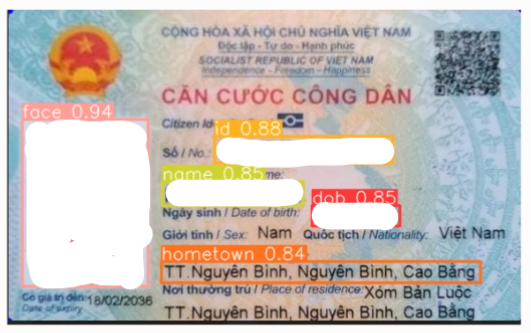 CỘNG HÒA XÃ HỘI CHỦ NGHĨA VIỆT NAM
Độc lập - Tự do - Hạnh phúc
SOCIALIST REPUBLIC OF VIET NAM
Independence - Freedom - Happiness
CĂN CƯỚC CÔNG DÂN
face 0.94
Citizen Id
id 0.88
Số / No.:
name 0.85 me:
dob 0.85
Ngày sinh / Date of birth:
Giới tính / Sex: Nam Quốc tịch / Nationality: Việt Nam
hometown 0.84
TT.Nguyên Bình, Nguyên Bình, Cao Bằng
Có giá trị đến: 18/02/2036
Date of expiry
Nơi thường trú / Place of residence: Xóm Bản Luộc
TT.Nguyên Bình, Nguyên Bình, Cao Bằng